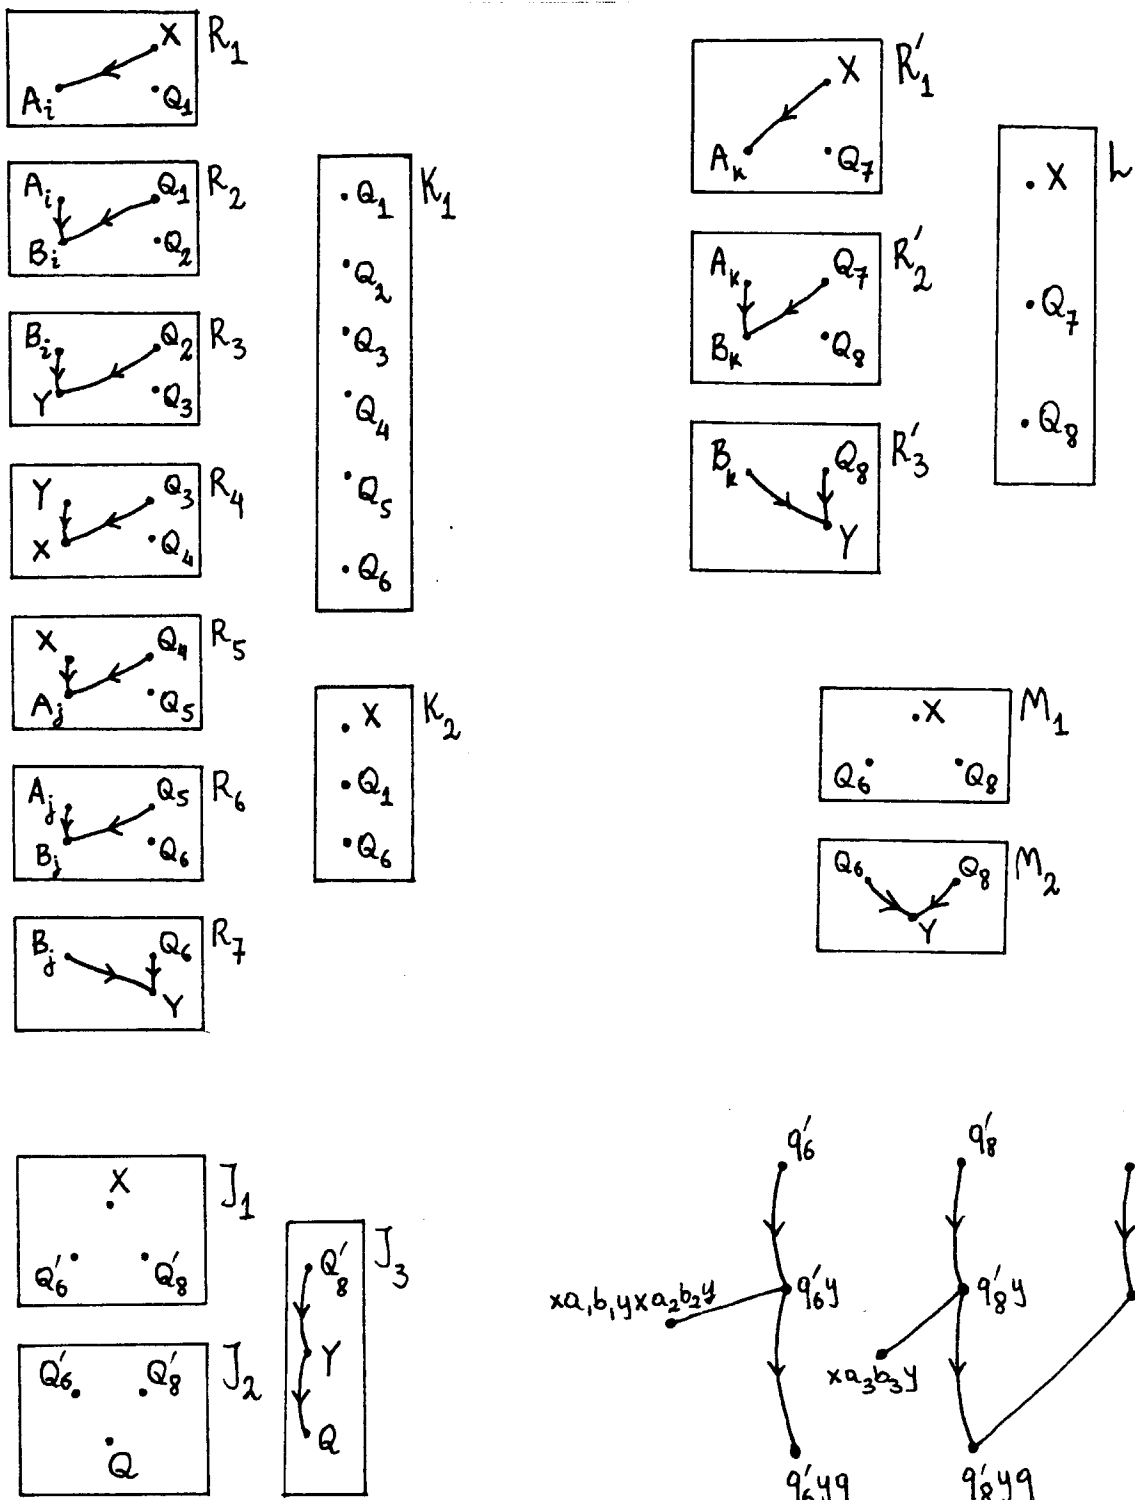 X R₁
Aᵢ Q₁
Aᵢ Q₁ R₂
Bᵢ Q₂
Bᵢ Q₂ R₃
Y Q₃
Y Q₃ R₄
X Q₄
X Q₄ R₅
Aⱼ Q₅
Aⱼ Q₅ R₆
Bⱼ Q₆
Bⱼ Q₆ R₇
Y
Q₁ K₁
Q₂
Q₃
Q₄
Q₅
Q₆
X K₂
Q₁
Q₆
X R′₁
Aₖ Q₇
Aₖ Q₇ R′₂
Bₖ Q₈
Bₖ Q₈ R′₃
Y
X L
Q₇
Q₈
X M₁
Q₆ Q₈
Q₆ Q₈ M₂
Y
X J₁
Q′₆ Q′₈
Q′₆ Q′₈ J₂
Q
Q′₈ J₃
Y
Q
q′₆ q′₈
xa₁b₁yxa₂b₂y q′₆y q′₈y
xa₃b₃y
q′₆yq q′₈yq